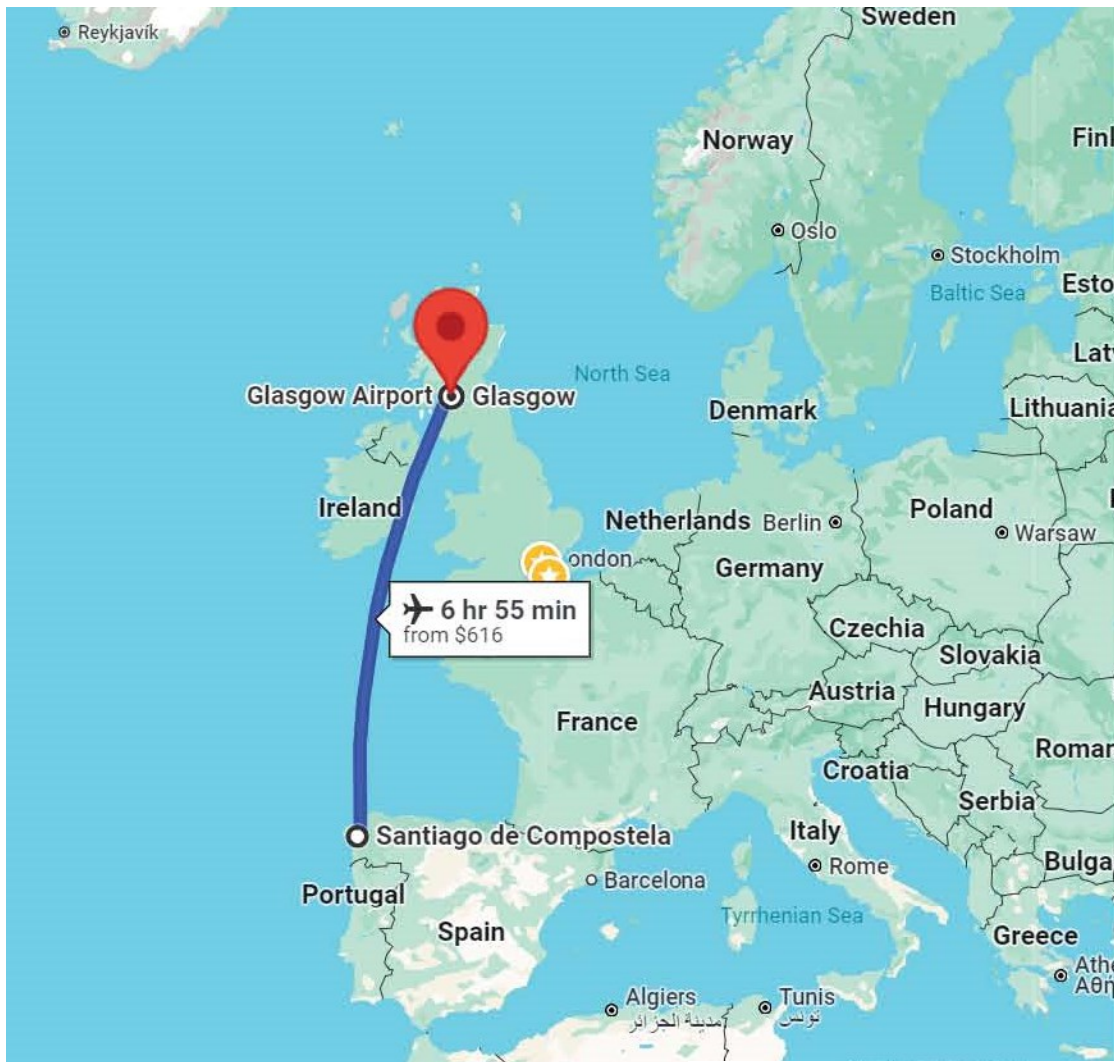 Sweden
Reykjavík
Norway
Finl
Oslo
Stockholm
Esto
Baltic Sea
Latv
North Sea
Glasgow Airport
Glasgow
Denmark
Lithuania
Ireland
Poland
Netherlands
Berlin
Warsaw
ondon
Germany
6 hr 55 min
from $616
Czechia
Slovakia
Austria
Hungary
France
Romar
Croatia
Serbia
Santiago de Compostela
Italy
Rome
Bulga
Barcelona
Portugal
Tyrrhenian Sea
Spain
Greece
Athe
Αθή
Algiers
مدينة الجزائر
Tunis
تونس